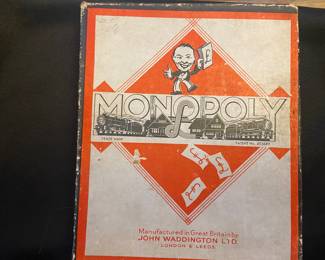 £
MONOPOLY
TRADE MARK
PATENT No.
£
£
£
Manufactured in Great Britain by
JOHN WADDINGTON LTD.
LONDON & LEEDS